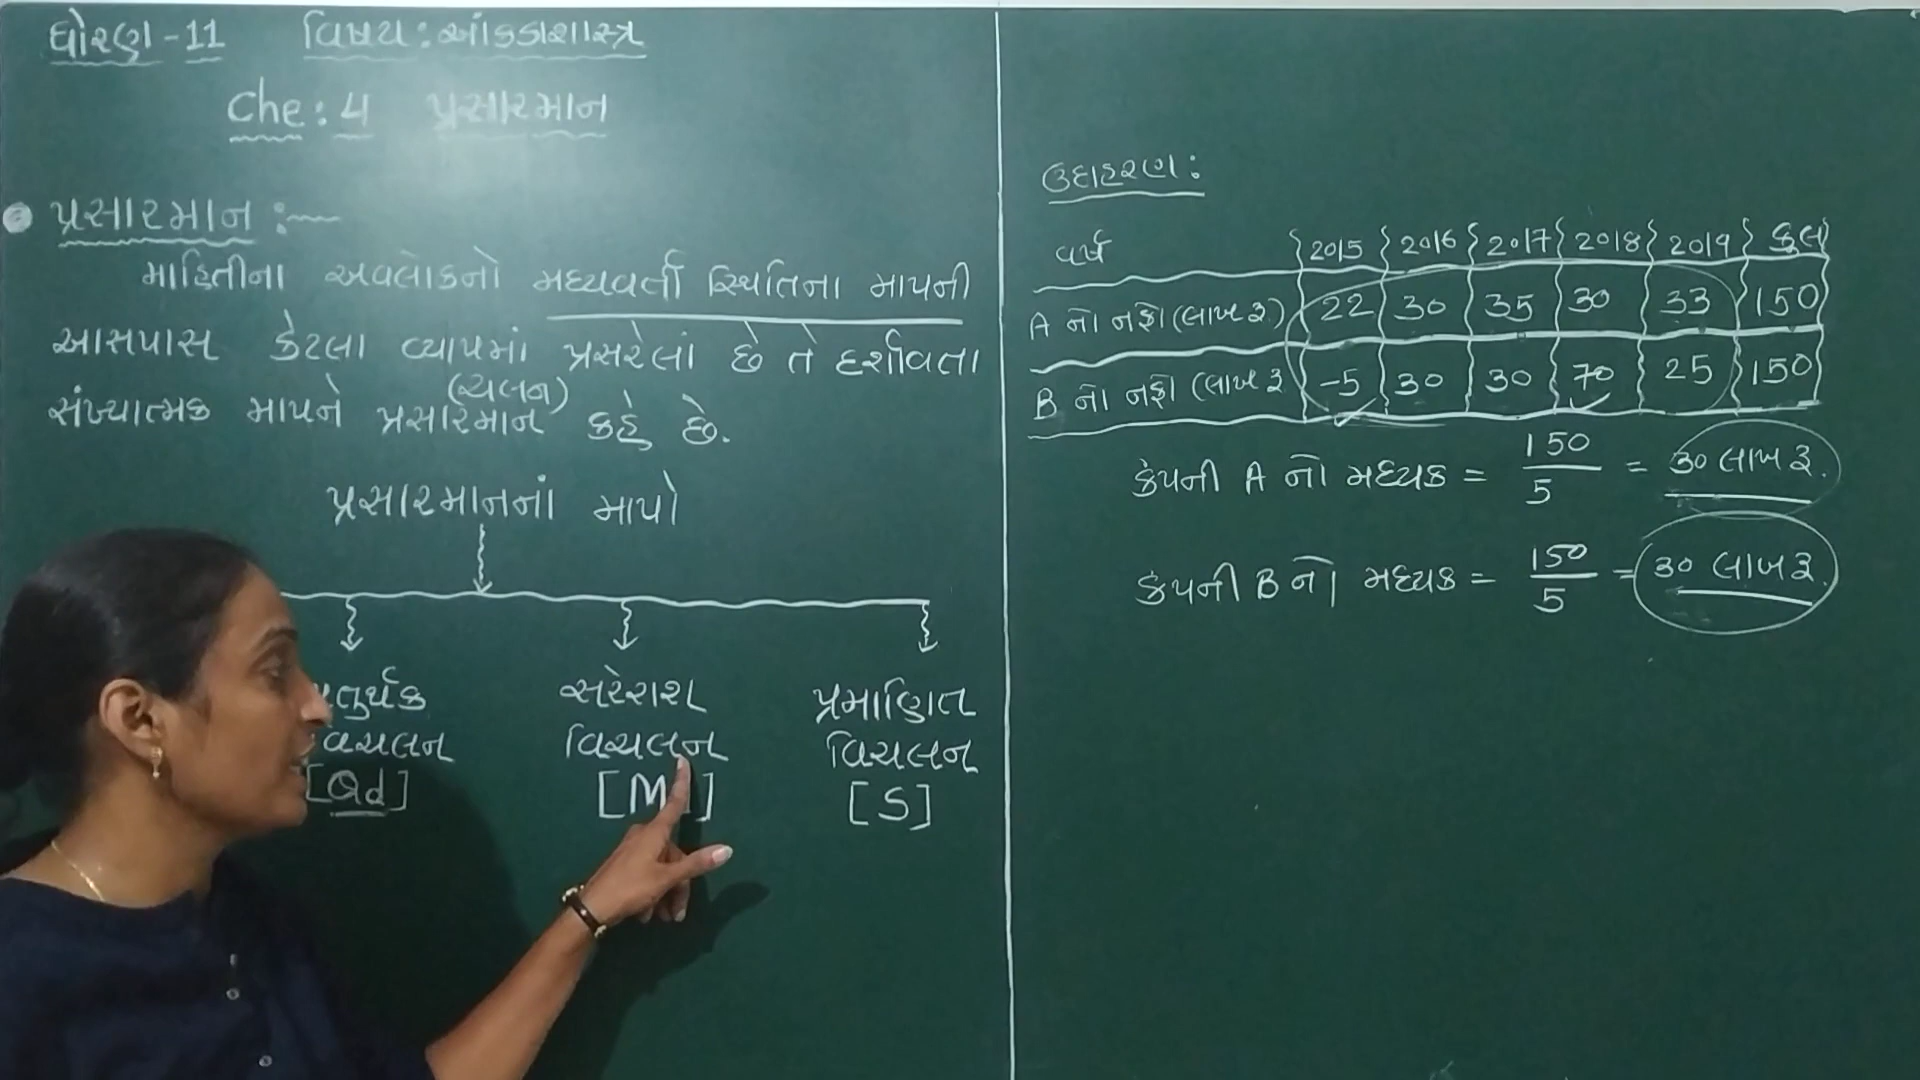 ધોરણ - 11 વિષય : આંકડાશાસ્ત્ર
Che : 4 પ્રસારમાન
પ્રસારમાન :-
માહિતીના અવલોકનો મધ્યવર્તી સ્થિતિના માપની
આસપાસ કેટલા વ્યાપમાં પ્રસરેલાં છે તે દર્શાવતા
(ચલન)
સંખ્યાત્મક માપને પ્રસારમાન કહે છે.
પ્રસારમાનનાં માપો
સરેરાશ પ્રમાણિત
વિચલન વિચલન
[Qd] [S]
ઉદાહરણ :
વર્ષ 2015 2016 2017 2018 2019 કુલ
A નો નફો (લાખ રૂ.) 22 30 35 30 33 150
B નો નફો (લાખ રૂ. -5 30 30 70 25 150
કંપની A નો મધ્યક = 150/5 = 30 લાખ રૂ.
કંપની B નો મધ્યક = 150/5 = 30 લાખ રૂ.